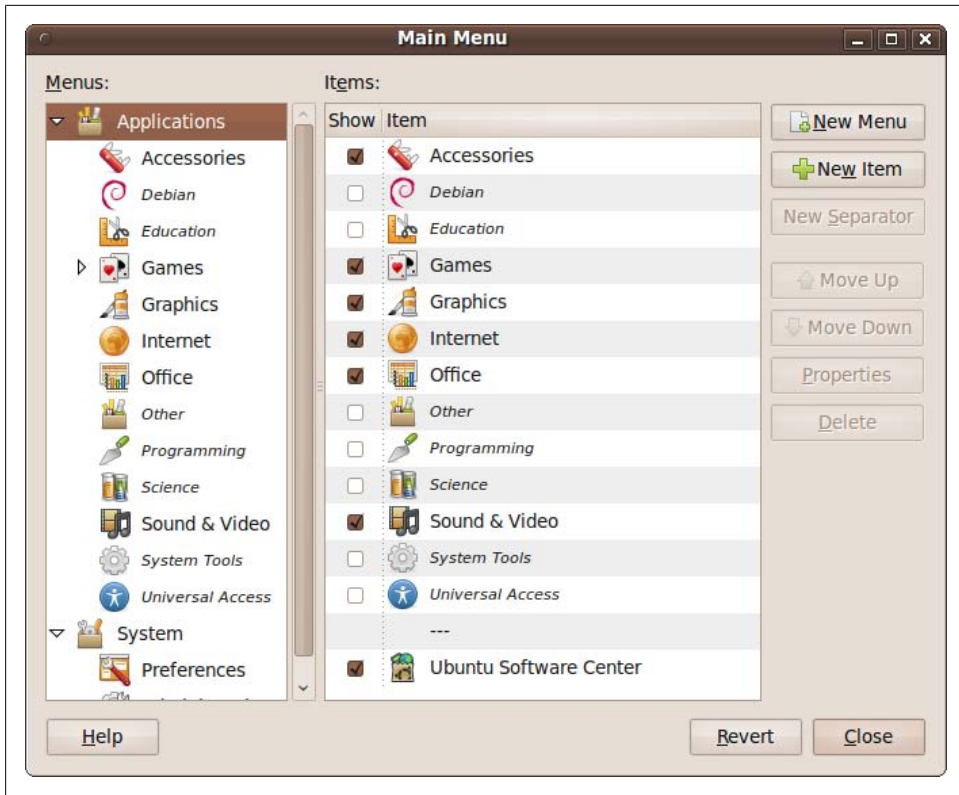 Main Menu
Menus:
Applications
Accessories
Debian
Education
Games
Graphics
Internet
Office
Other
Programming
Science
Sound & Video
System Tools
Universal Access
System
Preferences
Items:
Show Item
Accessories
Debian
Education
Games
Graphics
Internet
Office
Other
Programming
Science
Sound & Video
System Tools
Universal Access
---
Ubuntu Software Center
New Menu
New Item
New Separator
Move Up
Move Down
Properties
Delete
Help
Revert
Close